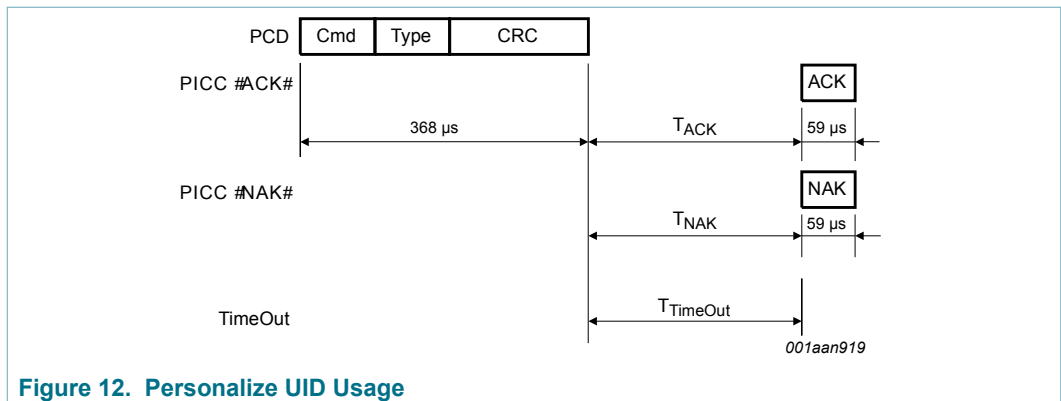 PCD Cmd Type CRC
PICC #ACK# ACK
368 µs TACK 59 µs
PICC #NAK# NAK
TNAK 59 µs
TimeOut TTimeOut
001aan919
Figure 12. Personalize UID Usage